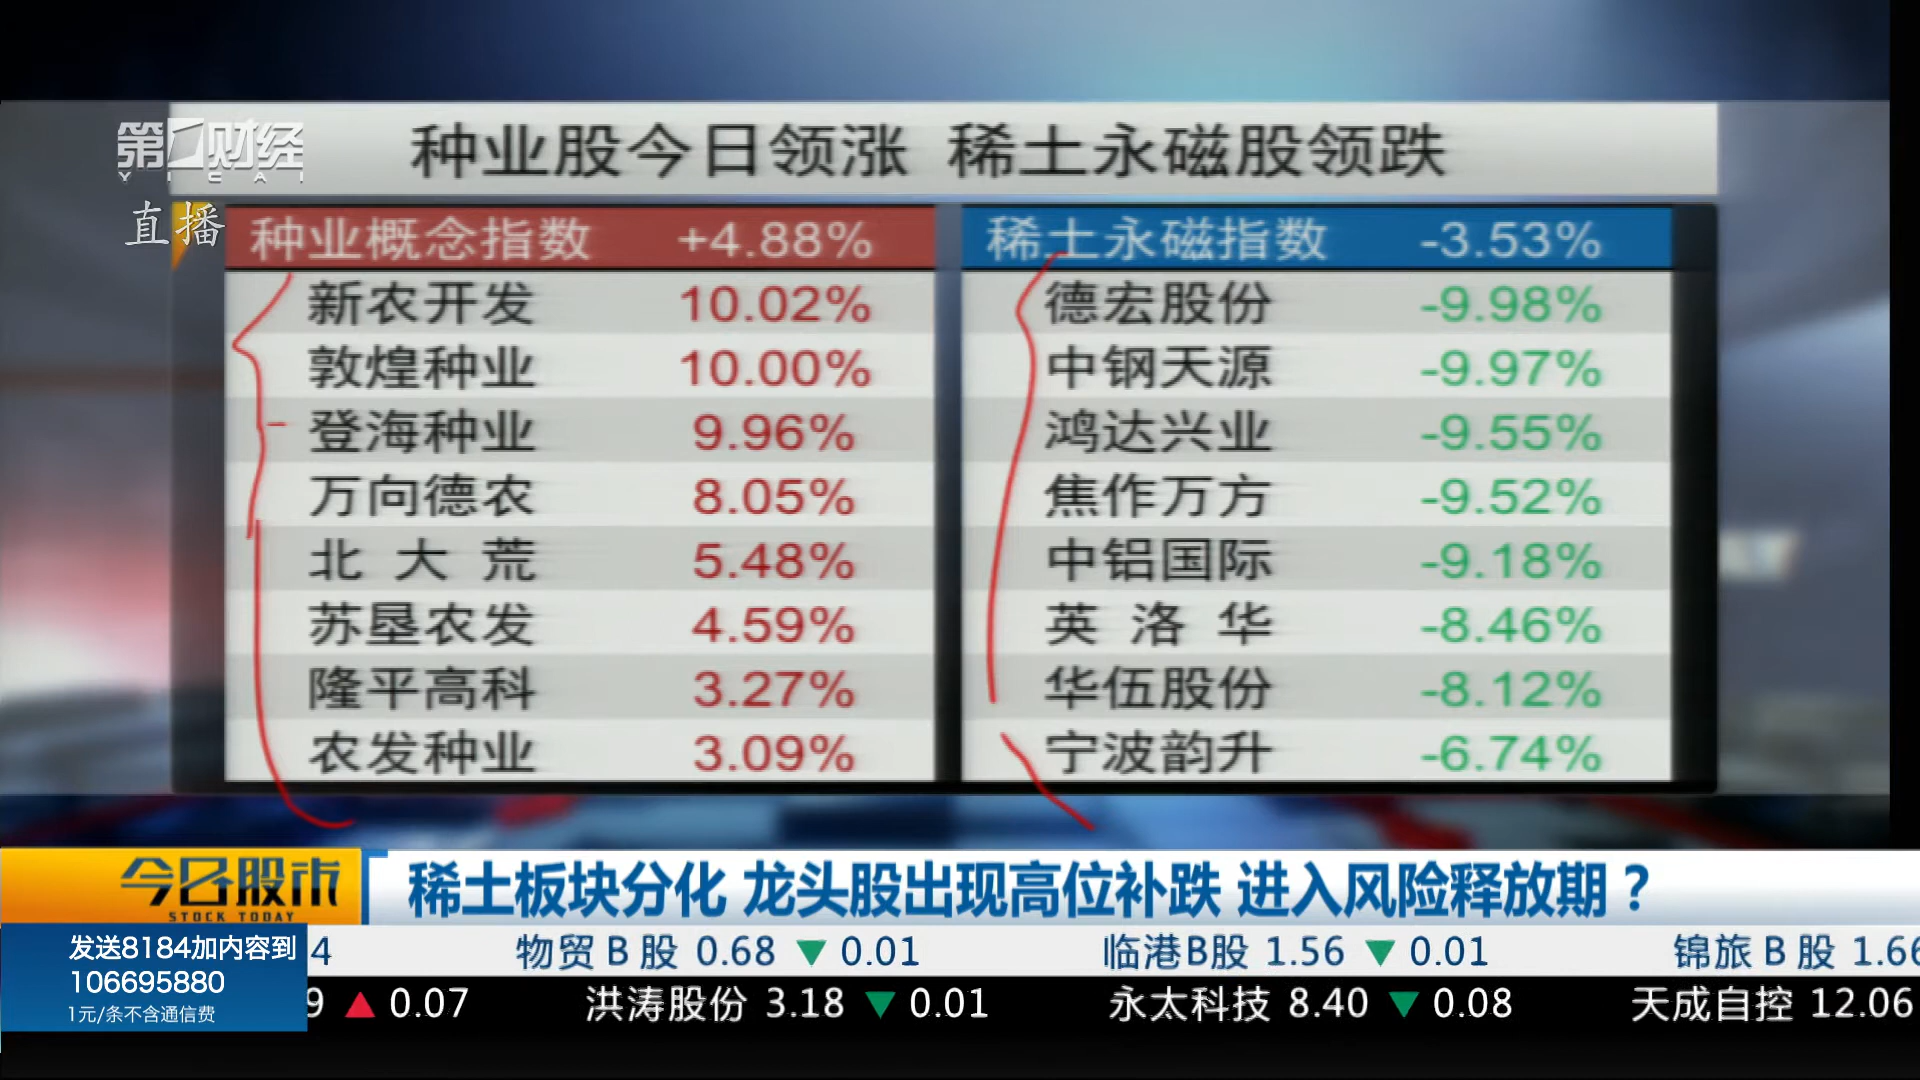 第一财经
YICAI
直播
种业股今日领涨 稀土永磁股领跌
种业概念指数 +4.88%
新农开发 10.02%
敦煌种业 10.00%
登海种业 9.96%
万向德农 8.05%
北大荒 5.48%
苏垦农发 4.59%
隆平高科 3.27%
农发种业 3.09%
稀土永磁指数 -3.53%
德宏股份 -9.98%
中钢天源 -9.97%
鸿达兴业 -9.55%
焦作万方 -9.52%
中铝国际 -9.18%
英洛华 -8.46%
华伍股份 -8.12%
宁波韵升 -6.74%
今日股市
STOCK TODAY
稀土板块分化 龙头股出现高位补跌 进入风险释放期？
发送8184加内容到
106695880
1元/条不含通信费
4 物贸B股 0.68 ▼ 0.01 临港B股 1.56 ▼ 0.01 锦旅B股 1.66
9 ▲ 0.07 洪涛股份 3.18 ▼ 0.01 永太科技 8.40 ▼ 0.08 天成自控 12.06